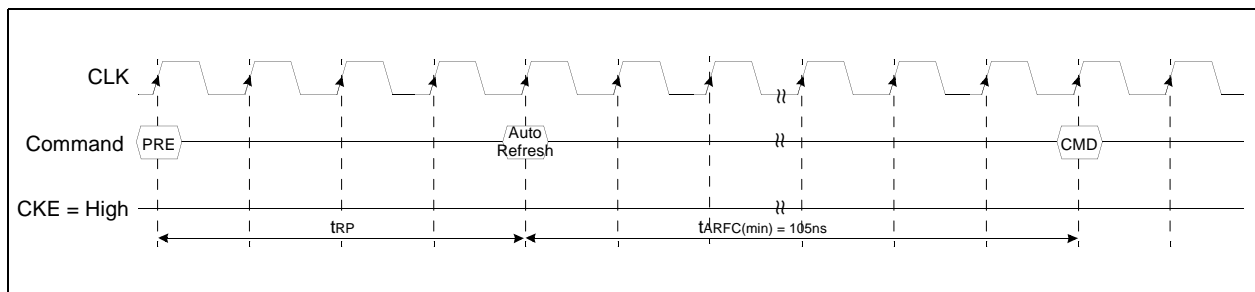 CLK
Command
PRE
Auto
Refresh
CMD
CKE = High
tRP
tARFC(min) = 105ns